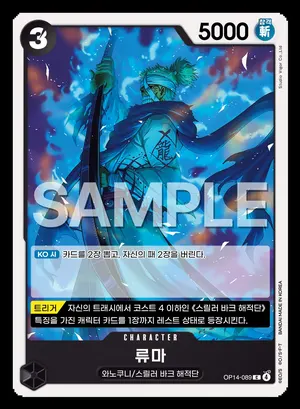 3
5000
참격
斬
SAMPLE
KO 시 카드를 2장 뽑고, 자신의 패 2장을 버린다.
트리거 자신의 트래시에서 코스트 4 이하인 《스릴러 바크 해적단》
특징을 가진 캐릭터 카드를 1장까지 레스트 상태로 등장시킨다.
CHARACTER
류마
와노쿠니/스릴러 바크 해적단
OP14-089 C
BANDAI MADE IN KOREA